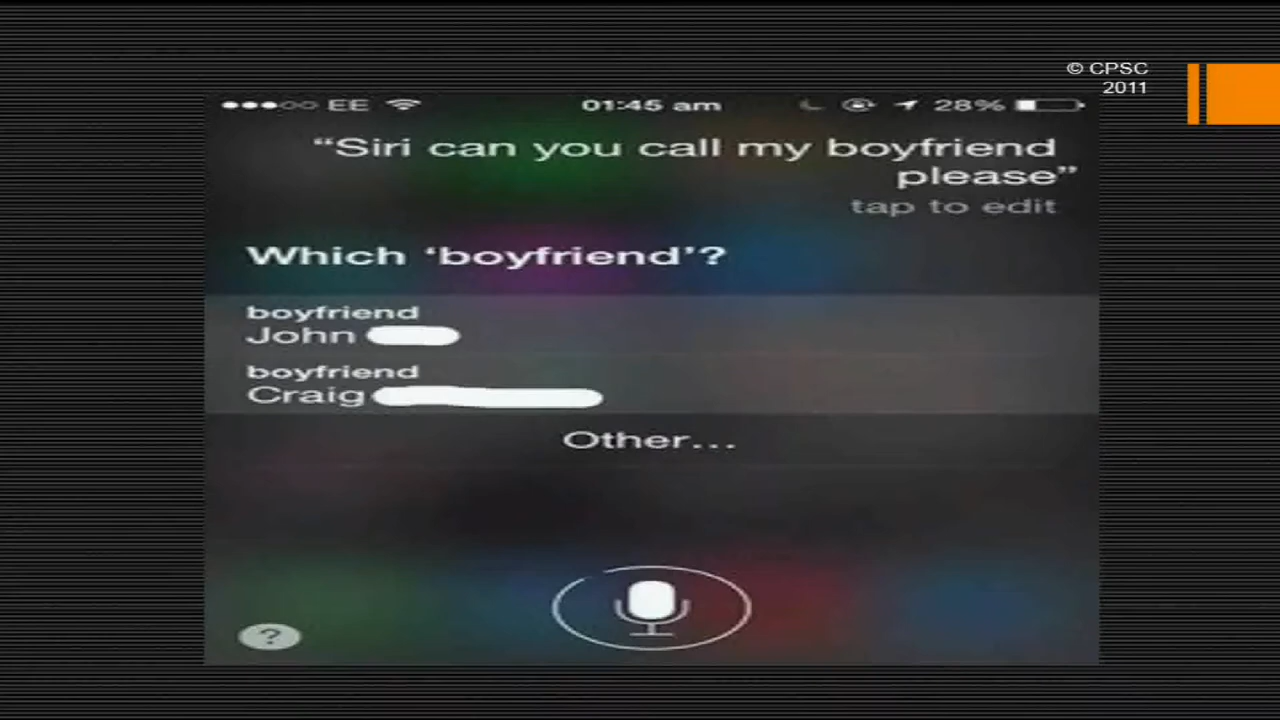 © CPSC
2011
EE 01:45 am 28%
“Siri can you call my boyfriend
please”
tap to edit
Which ‘boyfriend’?
boyfriend
John
boyfriend
Craig
Other...
?